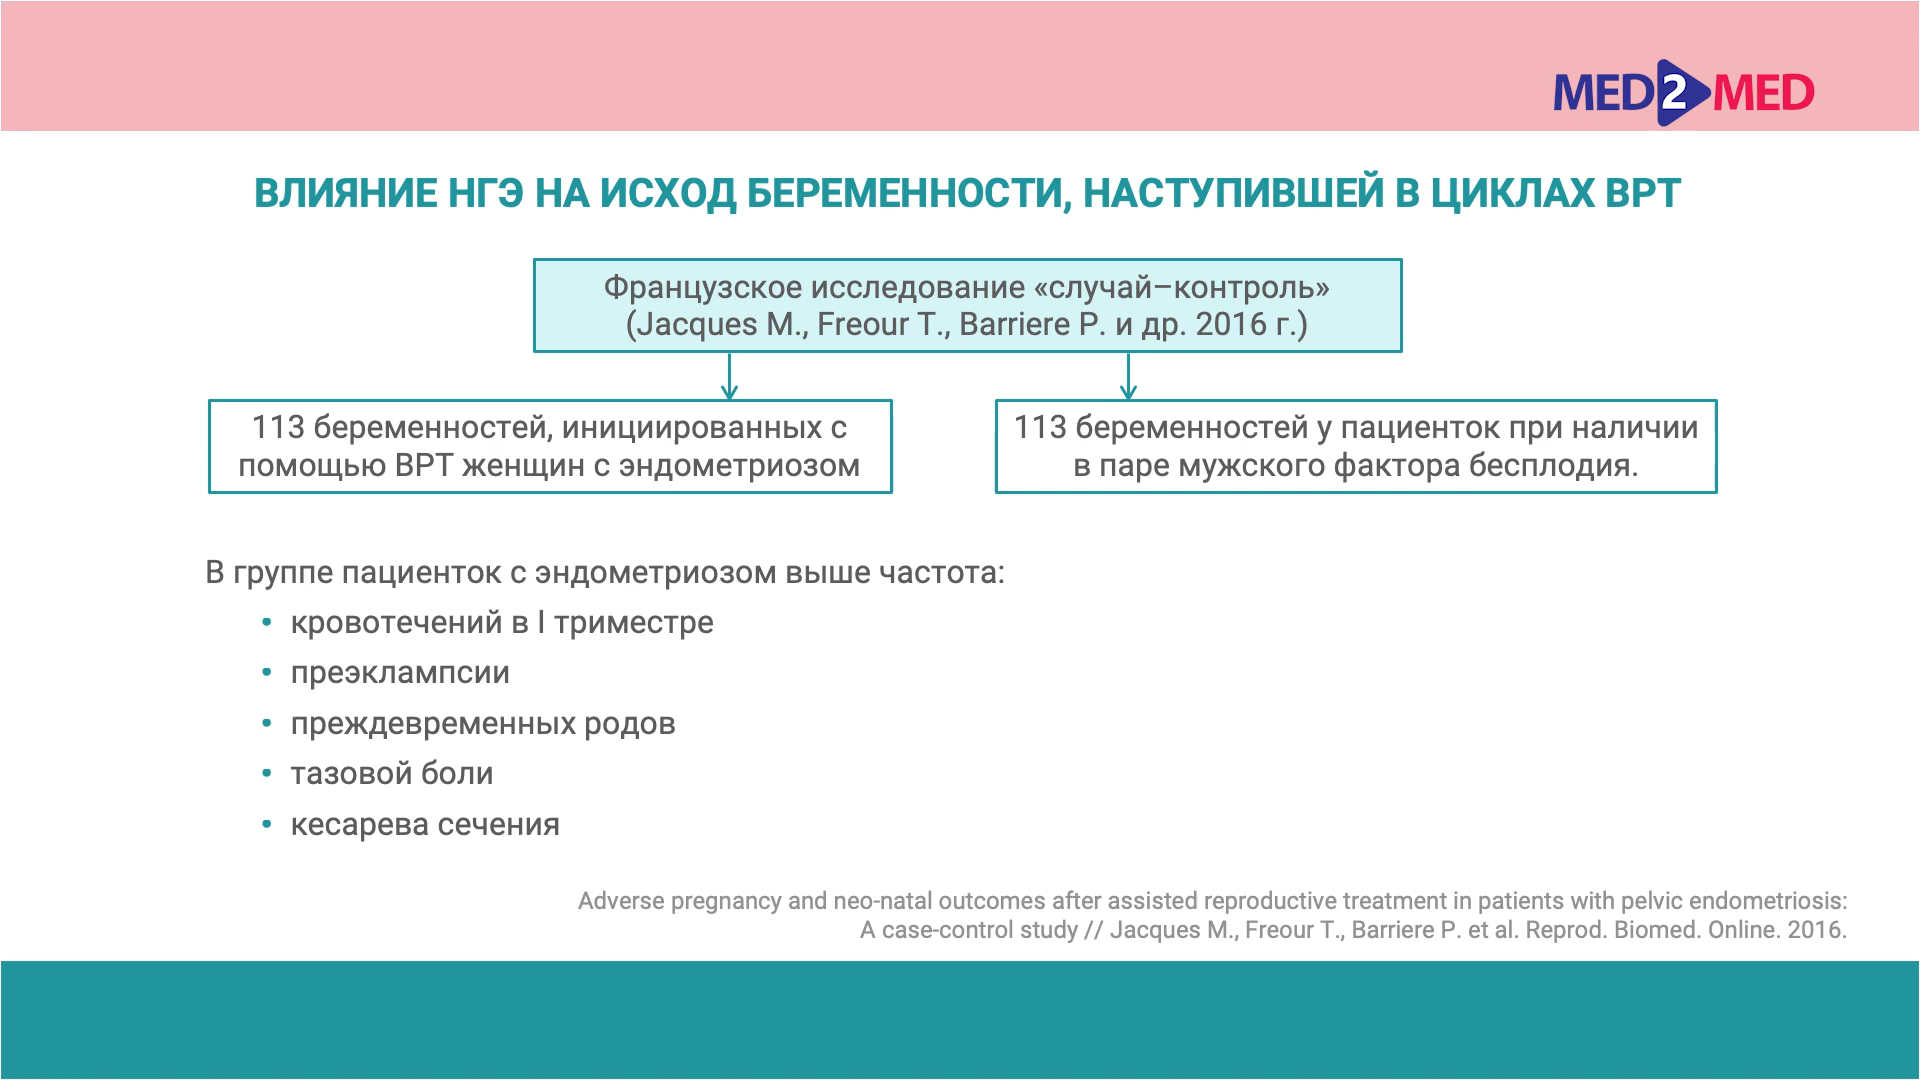 MED2MED
ВЛИЯНИЕ НГЭ НА ИСХОД БЕРЕМЕННОСТИ, НАСТУПИВШЕЙ В ЦИКЛАХ ВРТ
Французское исследование «случай–контроль»
(Jacques M., Freour T., Barriere P. и др. 2016 г.)
113 беременностей, инициированных с
помощью ВРТ женщин с эндометриозом
113 беременностей у пациенток при наличии
в паре мужского фактора бесплодия.
В группе пациенток с эндометриозом выше частота:
• кровотечений в I триместре
• преэклампсии
• преждевременных родов
• тазовой боли
• кесарева сечения
Adverse pregnancy and neo-natal outcomes after assisted reproductive treatment in patients with pelvic endometriosis:
A case-control study // Jacques M., Freour T., Barriere P. et al. Reprod. Biomed. Online. 2016.